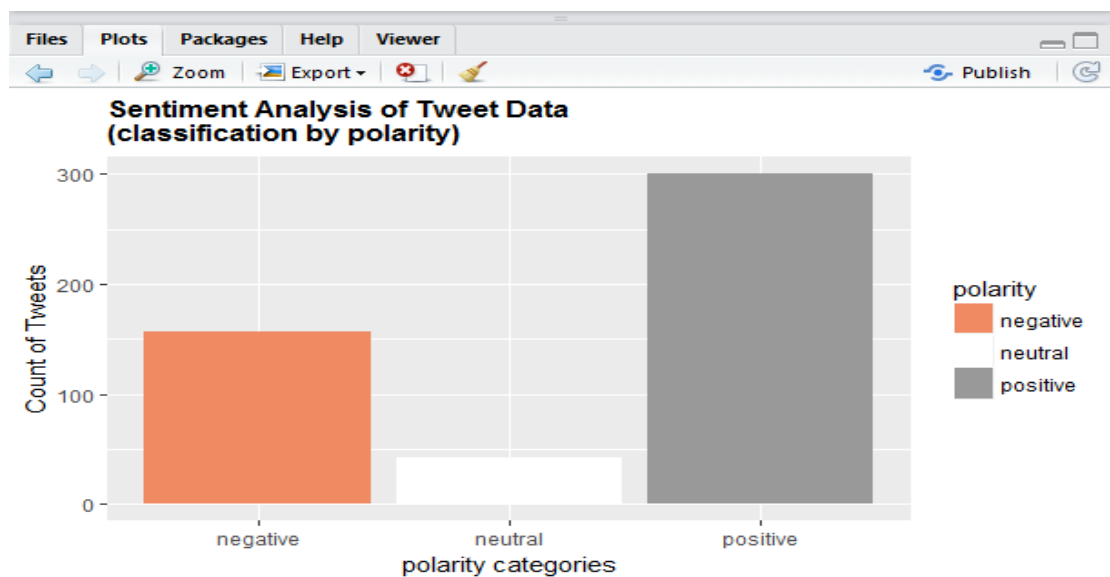 Files Plots Packages Help Viewer
Zoom Export Publish
Sentiment Analysis of Tweet Data
(classification by polarity)
Count of Tweets
300
200
100
0
negative neutral positive
polarity categories
polarity
negative
neutral
positive